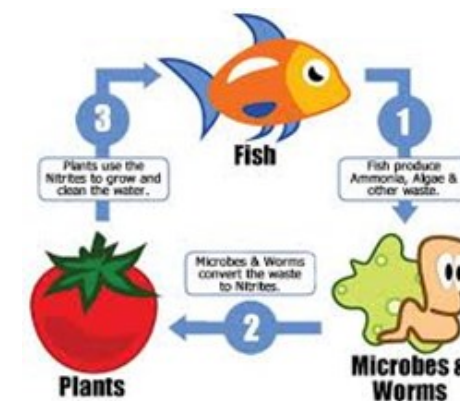 3
1
Fish
Plants use the
Nitrites to grow and
clean the water.
Fish produce
Ammonia, Algae &
other waste.
Microbes & Worms
convert the waste
to Nitrites.
2
Plants
Microbes &
Worms